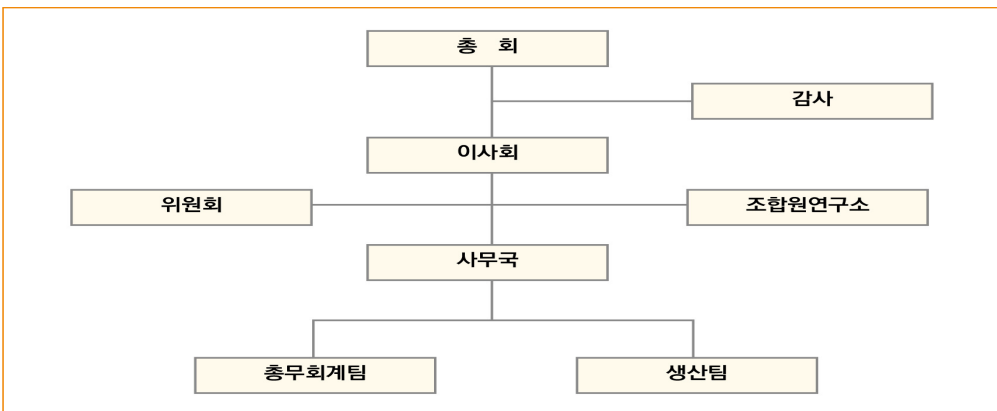 총 회
감사
이사회
위원회
조합원연구소
사무국
총무회계팀
생산팀